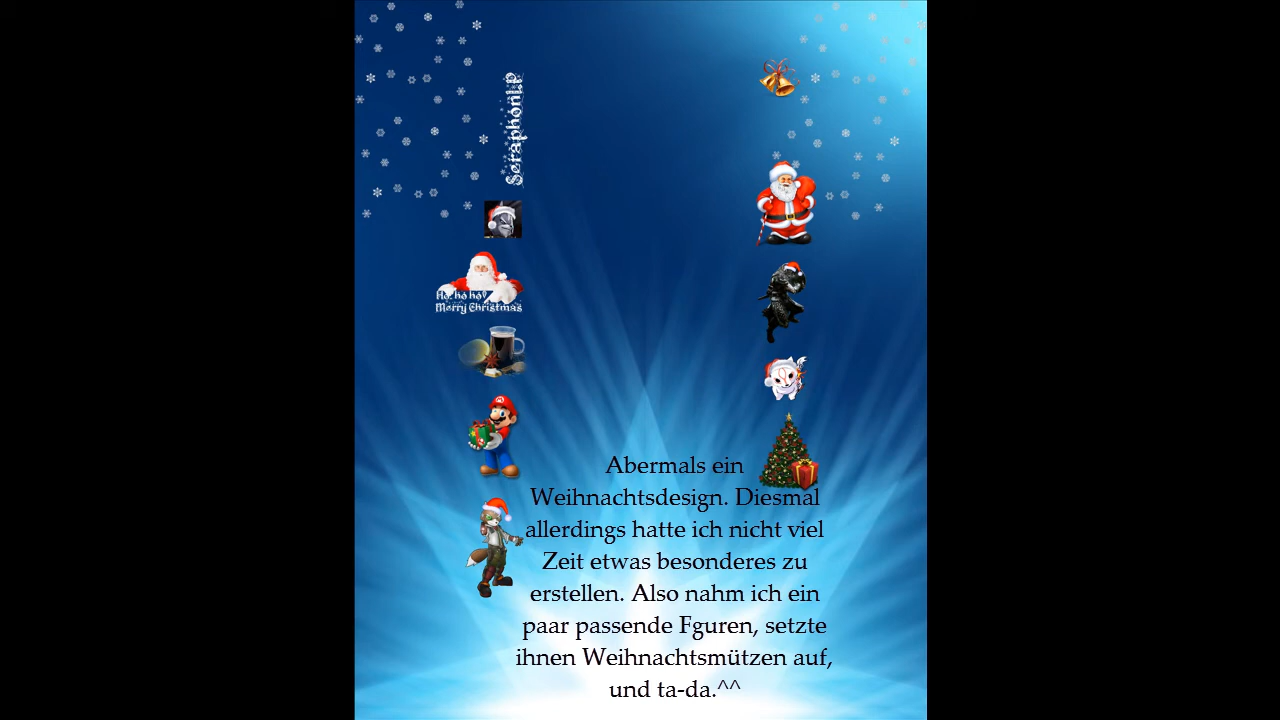 SeraphonLP
Ho, ho ho!
Merry Christmas
Abermals ein
Weihnachtsdesign. Diesmal
allerdings hatte ich nicht viel
Zeit etwas besonderes zu
erstellen. Also nahm ich ein
paar passende Fguren, setzte
ihnen Weihnachtsmützen auf,
und ta-da.^^